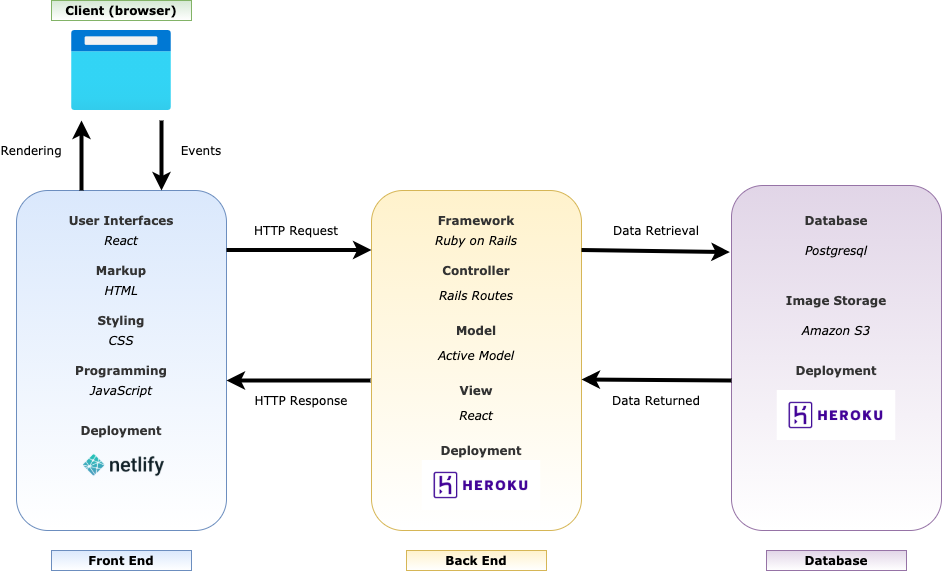 Client (browser)
Rendering
Events
User Interfaces
React
Markup
HTML
Styling
CSS
Programming
JavaScript
Deployment
netlify
Front End
HTTP Request
HTTP Response
Framework
Ruby on Rails
Controller
Rails Routes
Model
Active Model
View
React
Deployment
HEROKU
Back End
Data Retrieval
Data Returned
Database
Postgresql
Image Storage
Amazon S3
Deployment
HEROKU
Database